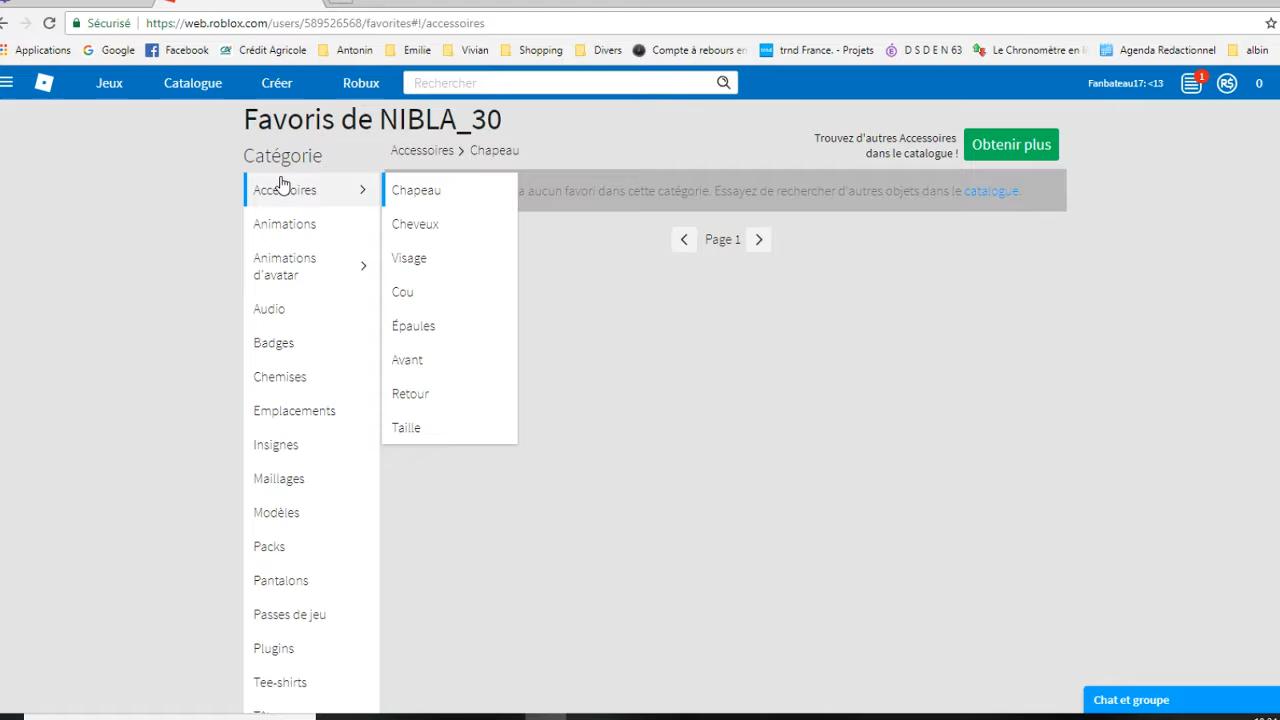 Sécurisé https://web.roblox.com/users/589526568/favorites#!/accessoires
Applications Google Facebook Crédit Agricole Antonin Emilie Vivian Shopping Divers Compte à rebours en trnd France. - Projets D S D E N 63 Le Chronomètre en li Agenda Redactionnel albin
Jeux Catalogue Créer Robux Rechercher Fanbateau17: <13 1 R$ 0
Favoris de NIBLA_30
Trouvez d'autres Accessoires
dans le catalogue !
Obtenir plus
Catégorie
Accessoires > Chapeau
a aucun favori dans cette catégorie. Essayez de rechercher d'autres objets dans le catalogue.
Page 1
Accessoires
Animations
Animations
d'avatar
Audio
Badges
Chemises
Emplacements
Insignes
Maillages
Modèles
Packs
Pantalons
Passes de jeu
Plugins
Tee-shirts
Chapeau
Cheveux
Visage
Cou
Épaules
Avant
Retour
Taille
Chat et groupe